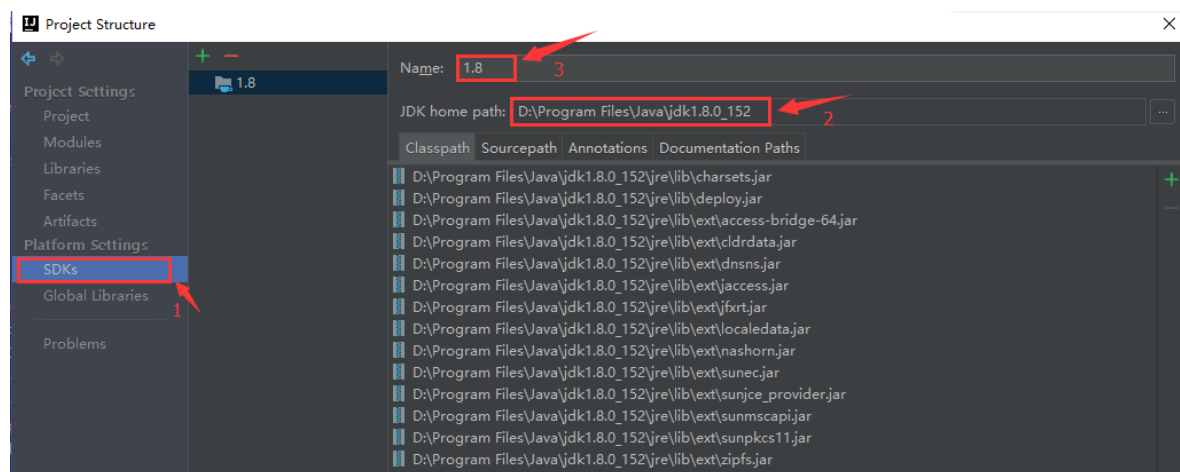 Project Structure
Project Settings
Project
Modules
Libraries
Facets
Artifacts
Platform Settings
SDKs
1
Global Libraries
Problems
1.8
Name: 1.8
3
JDK home path: D:\Program Files\Java\jdk1.8.0_152
2
...
Classpath Sourcepath Annotations Documentation Paths
D:\Program Files\Java\jdk1.8.0_152\jre\lib\charsets.jar
D:\Program Files\Java\jdk1.8.0_152\jre\lib\deploy.jar
D:\Program Files\Java\jdk1.8.0_152\jre\lib\ext\access-bridge-64.jar
D:\Program Files\Java\jdk1.8.0_152\jre\lib\ext\cldrdata.jar
D:\Program Files\Java\jdk1.8.0_152\jre\lib\ext\dnsns.jar
D:\Program Files\Java\jdk1.8.0_152\jre\lib\ext\jaccess.jar
D:\Program Files\Java\jdk1.8.0_152\jre\lib\ext\jfxrt.jar
D:\Program Files\Java\jdk1.8.0_152\jre\lib\ext\localedata.jar
D:\Program Files\Java\jdk1.8.0_152\jre\lib\ext\nashorn.jar
D:\Program Files\Java\jdk1.8.0_152\jre\lib\ext\sunec.jar
D:\Program Files\Java\jdk1.8.0_152\jre\lib\ext\sunjce_provider.jar
D:\Program Files\Java\jdk1.8.0_152\jre\lib\ext\sunmscapi.jar
D:\Program Files\Java\jdk1.8.0_152\jre\lib\ext\sunpkcs11.jar
D:\Program Files\Java\jdk1.8.0_152\jre\lib\ext\zipfs.jar